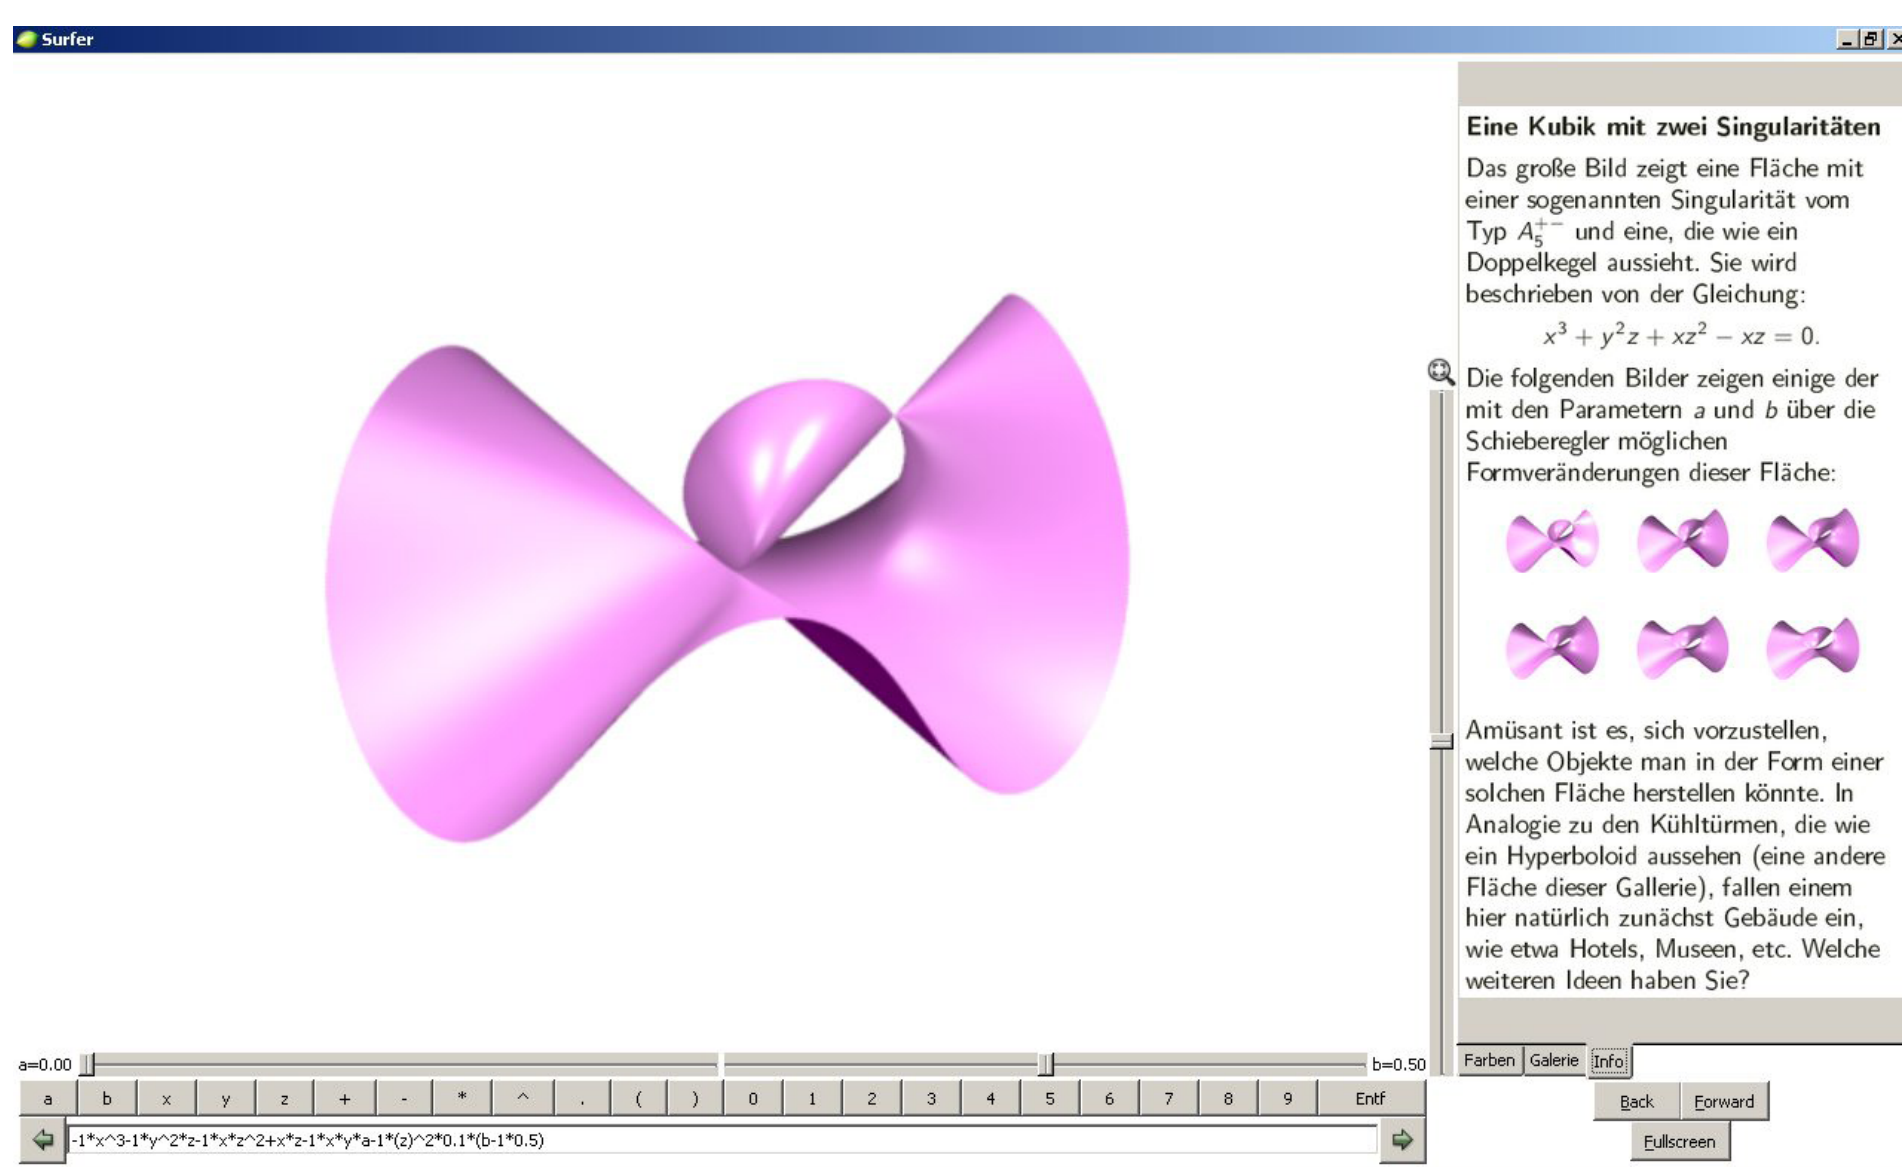 Surfer
Eine Kubik mit zwei Singularitäten
Das große Bild zeigt eine Fläche mit
einer sogenannten Singularität vom
Typ A₅⁺⁻ und eine, die wie ein
Doppelkegel aussieht. Sie wird
beschrieben von der Gleichung:
x³ + y²z + xz² − xz = 0.
Die folgenden Bilder zeigen einige der
mit den Parametern a und b über die
Schieberegler möglichen
Formveränderungen dieser Fläche:
Amüsant ist es, sich vorzustellen,
welche Objekte man in der Form einer
solchen Fläche herstellen könnte. In
Analogie zu den Kühltürmen, die wie
ein Hyperboloid aussehen (eine andere
Fläche dieser Gallerie), fallen einem
hier natürlich zunächst Gebäude ein,
wie etwa Hotels, Museen, etc. Welche
weiteren Ideen haben Sie?
a=0.00 b=0.50
Farben Galerie Info
a b x y z + - * ^ . ( ) 0 1 2 3 4 5 6 7 8 9 Entf
Back Forward
-1*x^3-1*y^2*z-1*x*z^2+x*z-1*x*y*a-1*(z)^2*0.1*(b-1*0.5)
Fullscreen